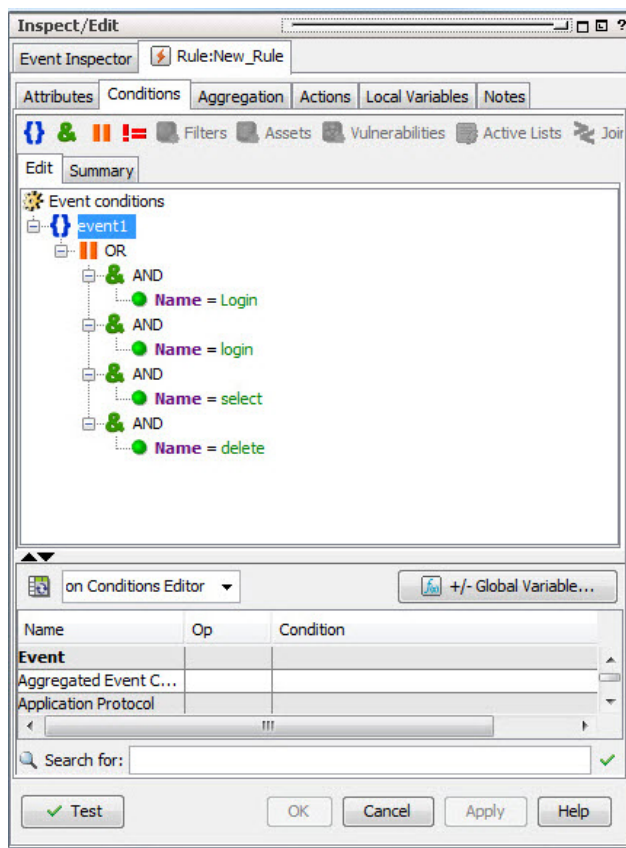 Inspect/Edit ?
Event Inspector Rule:New_Rule
Attributes Conditions Aggregation Actions Local Variables Notes
{} & != Filters Assets Vulnerabilities Active Lists Joir
Edit Summary
Event conditions
{} event1
OR
& AND
Name = Login
& AND
Name = login
& AND
Name = select
& AND
Name = delete
on Conditions Editor +/- Global Variable...
Name Op Condition
Event
Aggregated Event C...
Application Protocol
Search for:
Test OK Cancel Apply Help